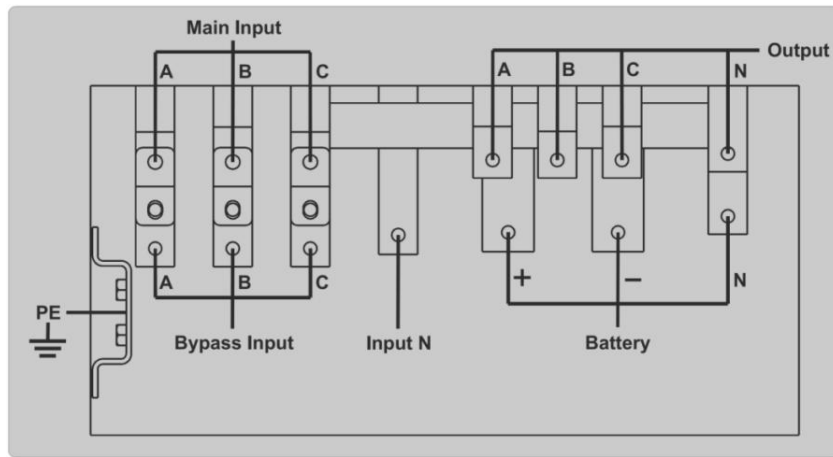 Main Input
Output
A B C
A B C N
+ − N
A B C
PE
Bypass Input
Input N
Battery